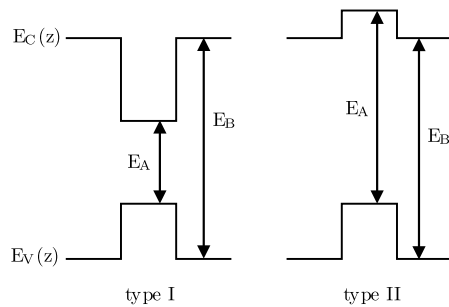 E_C(z)
E_A
E_B
E_A
E_B
E_V(z)
type I
type II